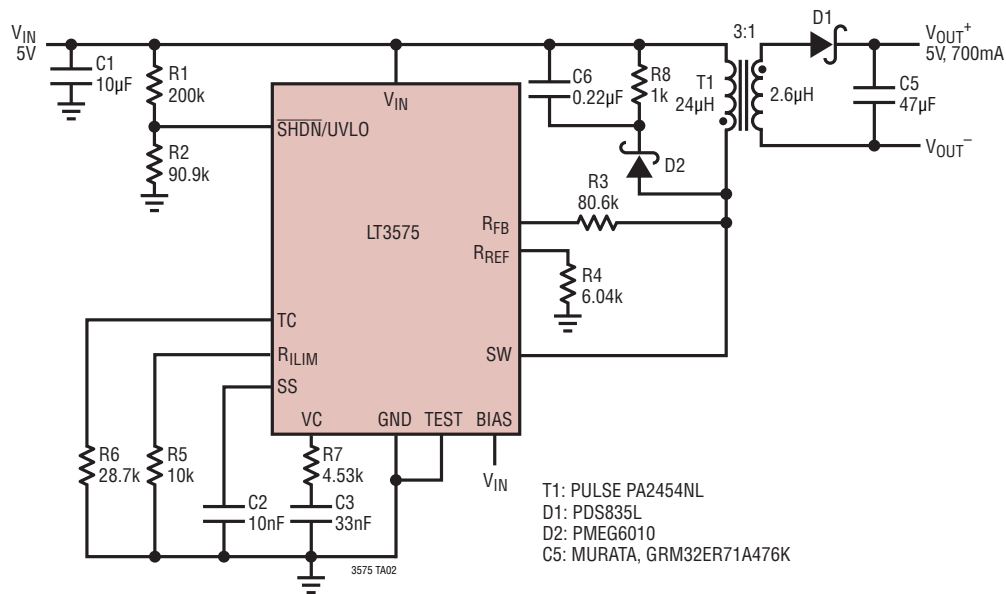 VIN
5V
C1
10µF
R1
200k
R2
90.9k
VIN
SHDN/UVLO
LT3575
RFB
RREF
SW
TC
RILIM
SS
VC
GND
TEST
BIAS
VIN
C6
0.22µF
R8
1k
D2
R3
80.6k
R4
6.04k
T1
24µH
3:1
2.6µH
D1
VOUT+
5V, 700mA
C5
47µF
VOUT–
R6
28.7k
R5
10k
C2
10nF
R7
4.53k
C3
33nF
3575 TA02
T1: PULSE PA2454NL
D1: PDS835L
D2: PMEG6010
C5: MURATA, GRM32ER71A476K